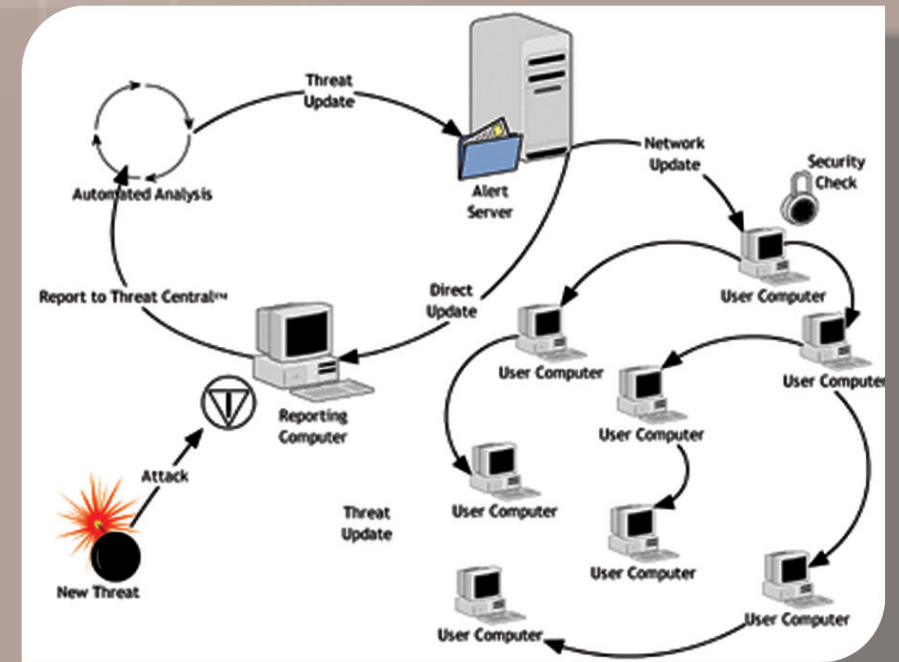 Threat
Update
Automated Analysis
Alert
Server
Network
Update
Security
Check
User Computer
Report to Threat Central™
Direct
Update
Reporting
Computer
User Computer
User Computer
User Computer
Attack
New Threat
Threat
Update
User Computer
User Computer
User Computer
User Computer